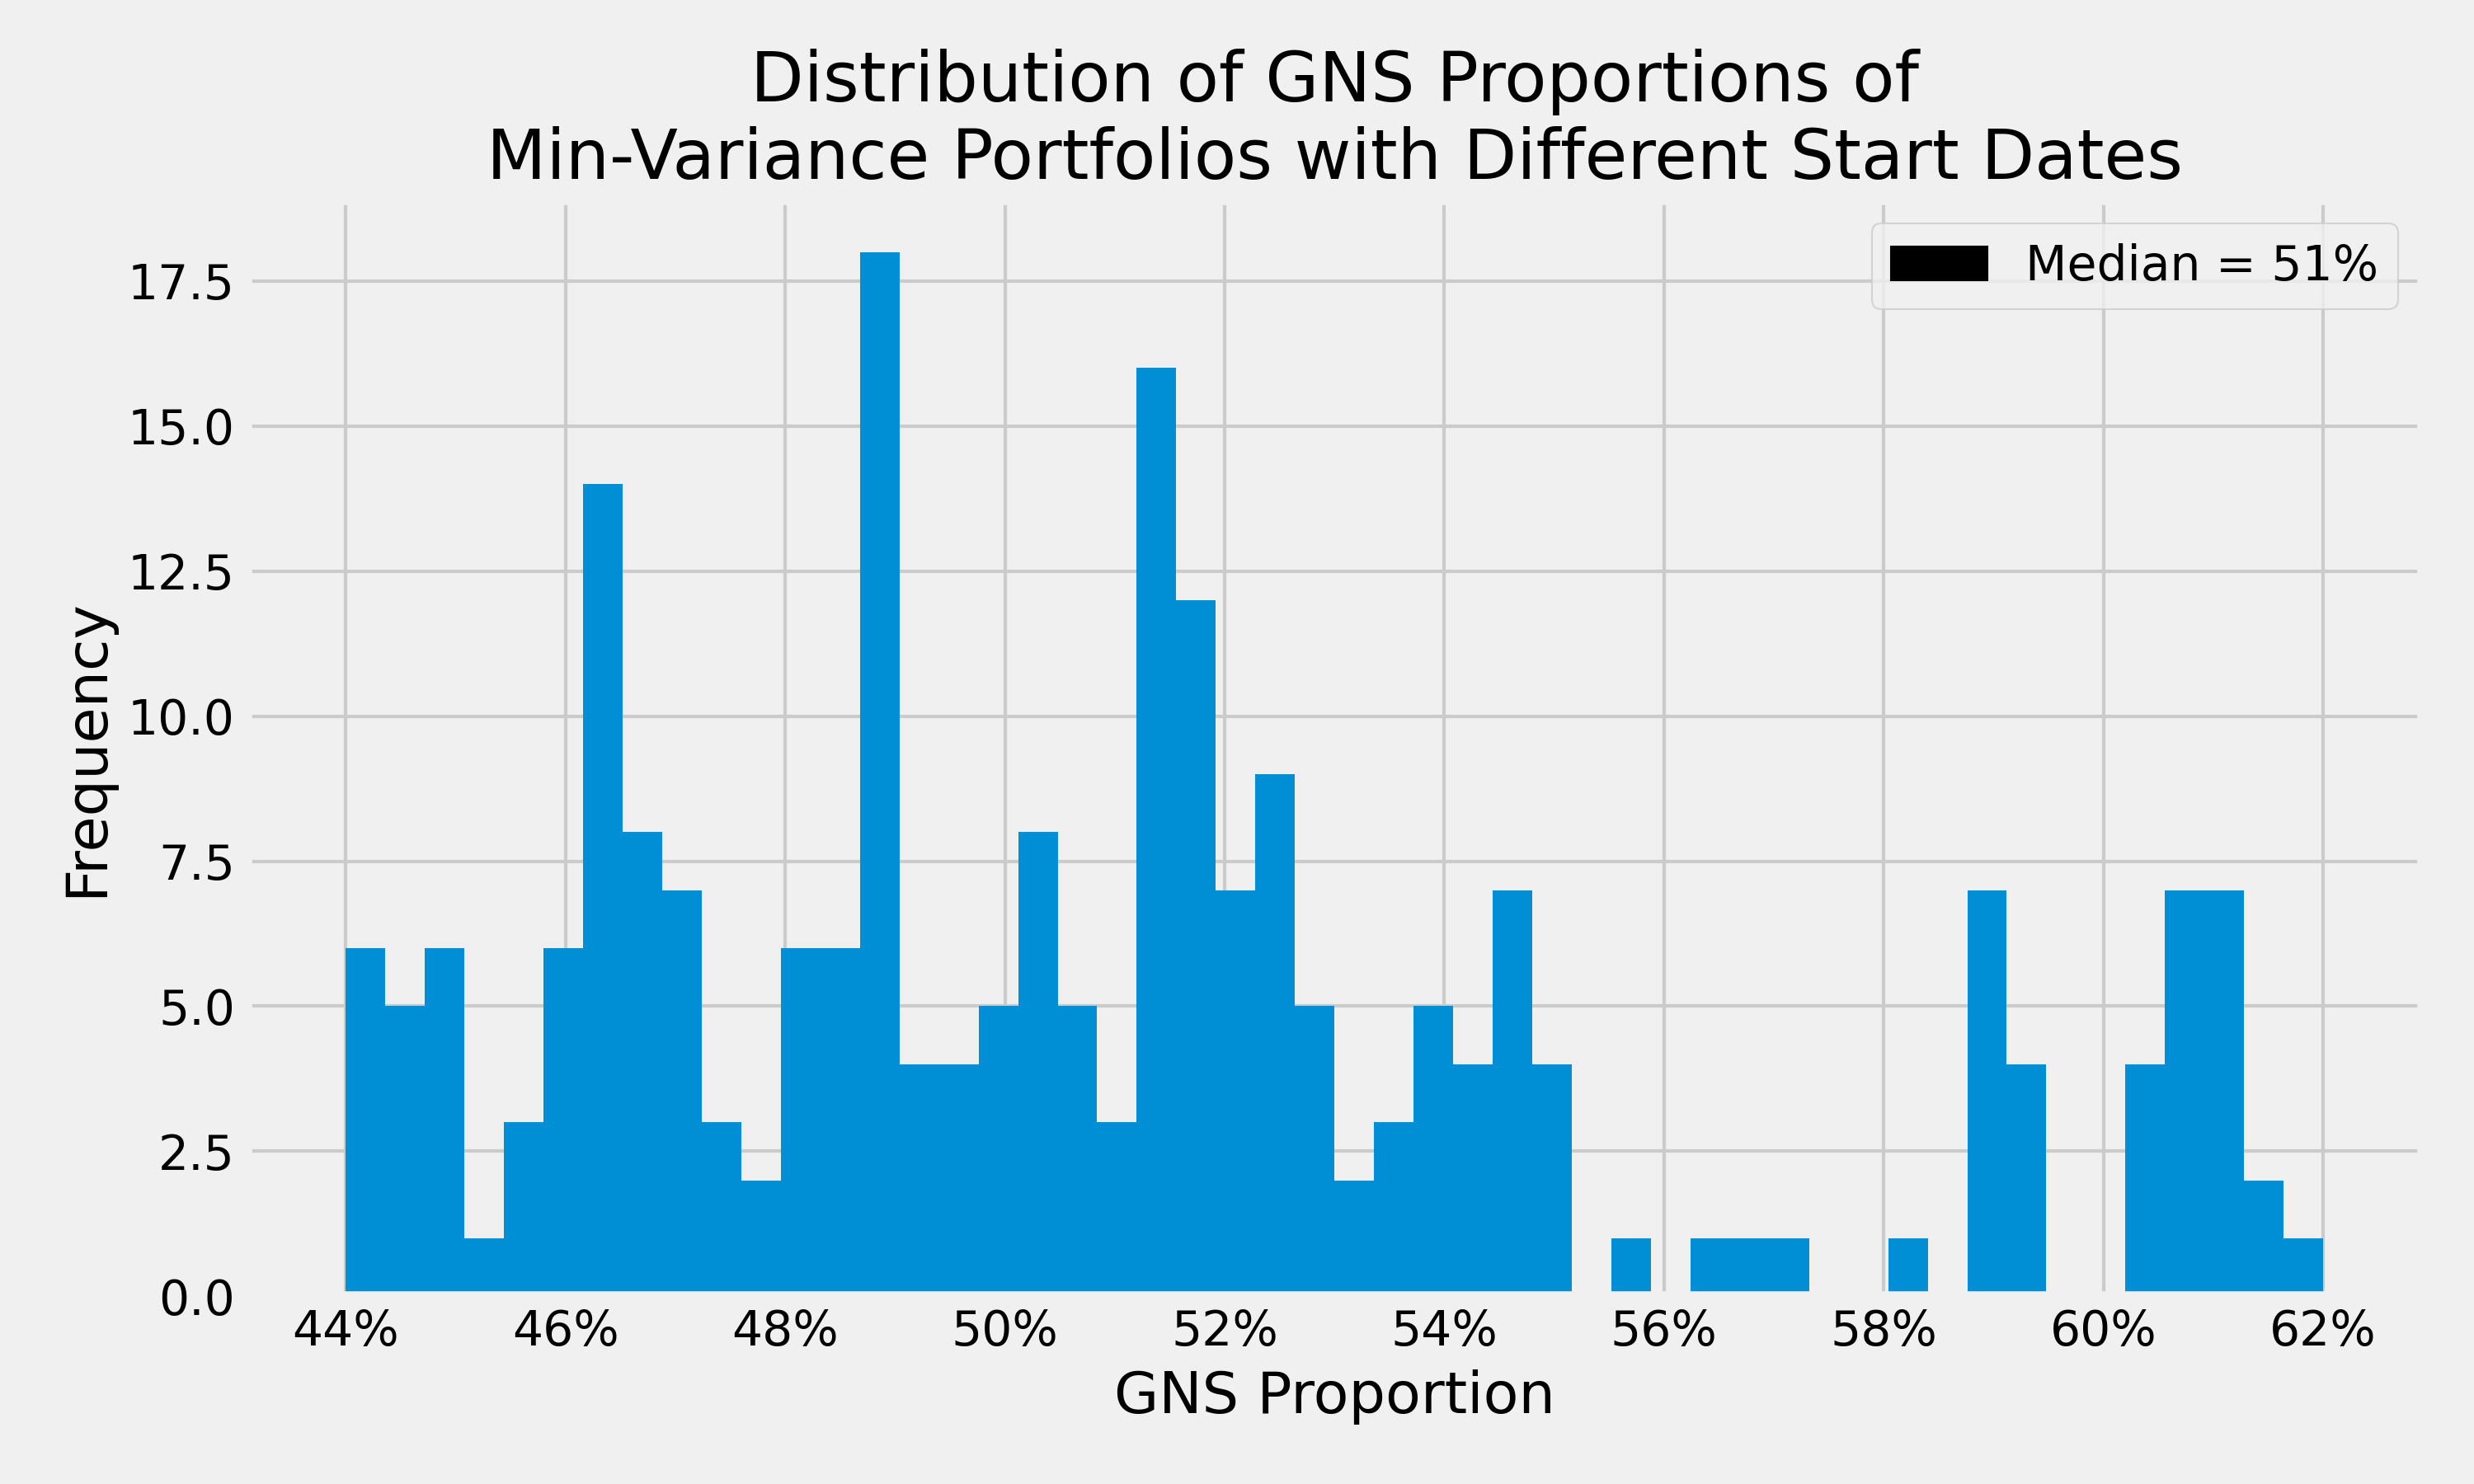 Distribution of GNS Proportions of
Min-Variance Portfolios with Different Start Dates
Median = 51%
17.5
15.0
12.5
10.0
7.5
5.0
2.5
0.0
Frequency
44% 46% 48% 50% 52% 54% 56% 58% 60% 62%
GNS Proportion